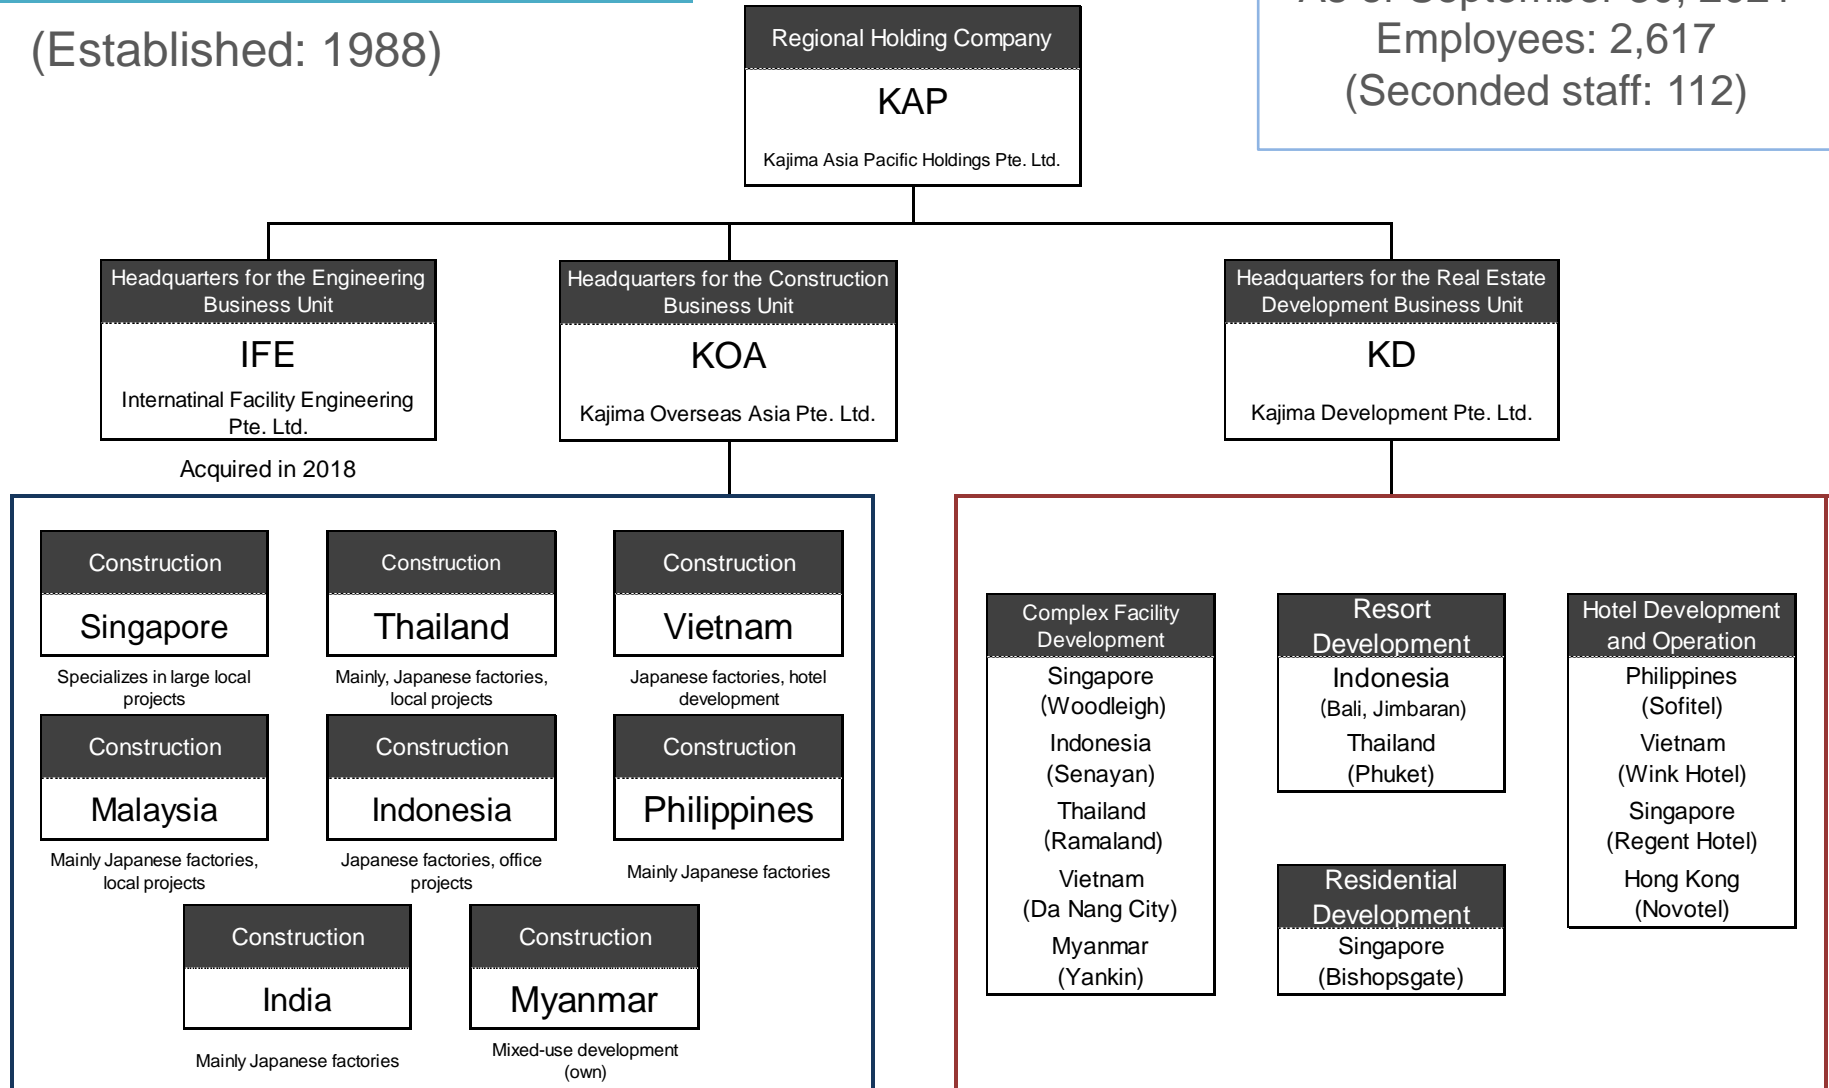 (Established: 1988)
Employees: 2,617
(Seconded staff: 112)
Regional Holding Company
KAP
Kajima Asia Pacific Holdings Pte. Ltd.
Headquarters for the Engineering
Business Unit
IFE
Internatinal Facility Engineering
Pte. Ltd.
Acquired in 2018
Headquarters for the Construction
Business Unit
KOA
Kajima Overseas Asia Pte. Ltd.
Headquarters for the Real Estate
Development Business Unit
KD
Kajima Development Pte. Ltd.
Construction
Singapore
Specializes in large local
projects
Construction
Thailand
Mainly, Japanese factories,
local projects
Construction
Vietnam
Japanese factories, hotel
development
Construction
Malaysia
Mainly Japanese factories,
local projects
Construction
Indonesia
Japanese factories, office
projects
Construction
Philippines
Mainly Japanese factories
Construction
India
Mainly Japanese factories
Construction
Myanmar
Mixed-use development
(own)
Complex Facility
Development
Singapore
(Woodleigh)
Indonesia
(Senayan)
Thailand
(Ramaland)
Vietnam
(Da Nang City)
Myanmar
(Yankin)
Resort
Development
Indonesia
(Bali, Jimbaran)
Thailand
(Phuket)
Residential
Development
Singapore
(Bishopsgate)
Hotel Development
and Operation
Philippines
(Sofitel)
Vietnam
(Wink Hotel)
Singapore
(Regent Hotel)
Hong Kong
(Novotel)